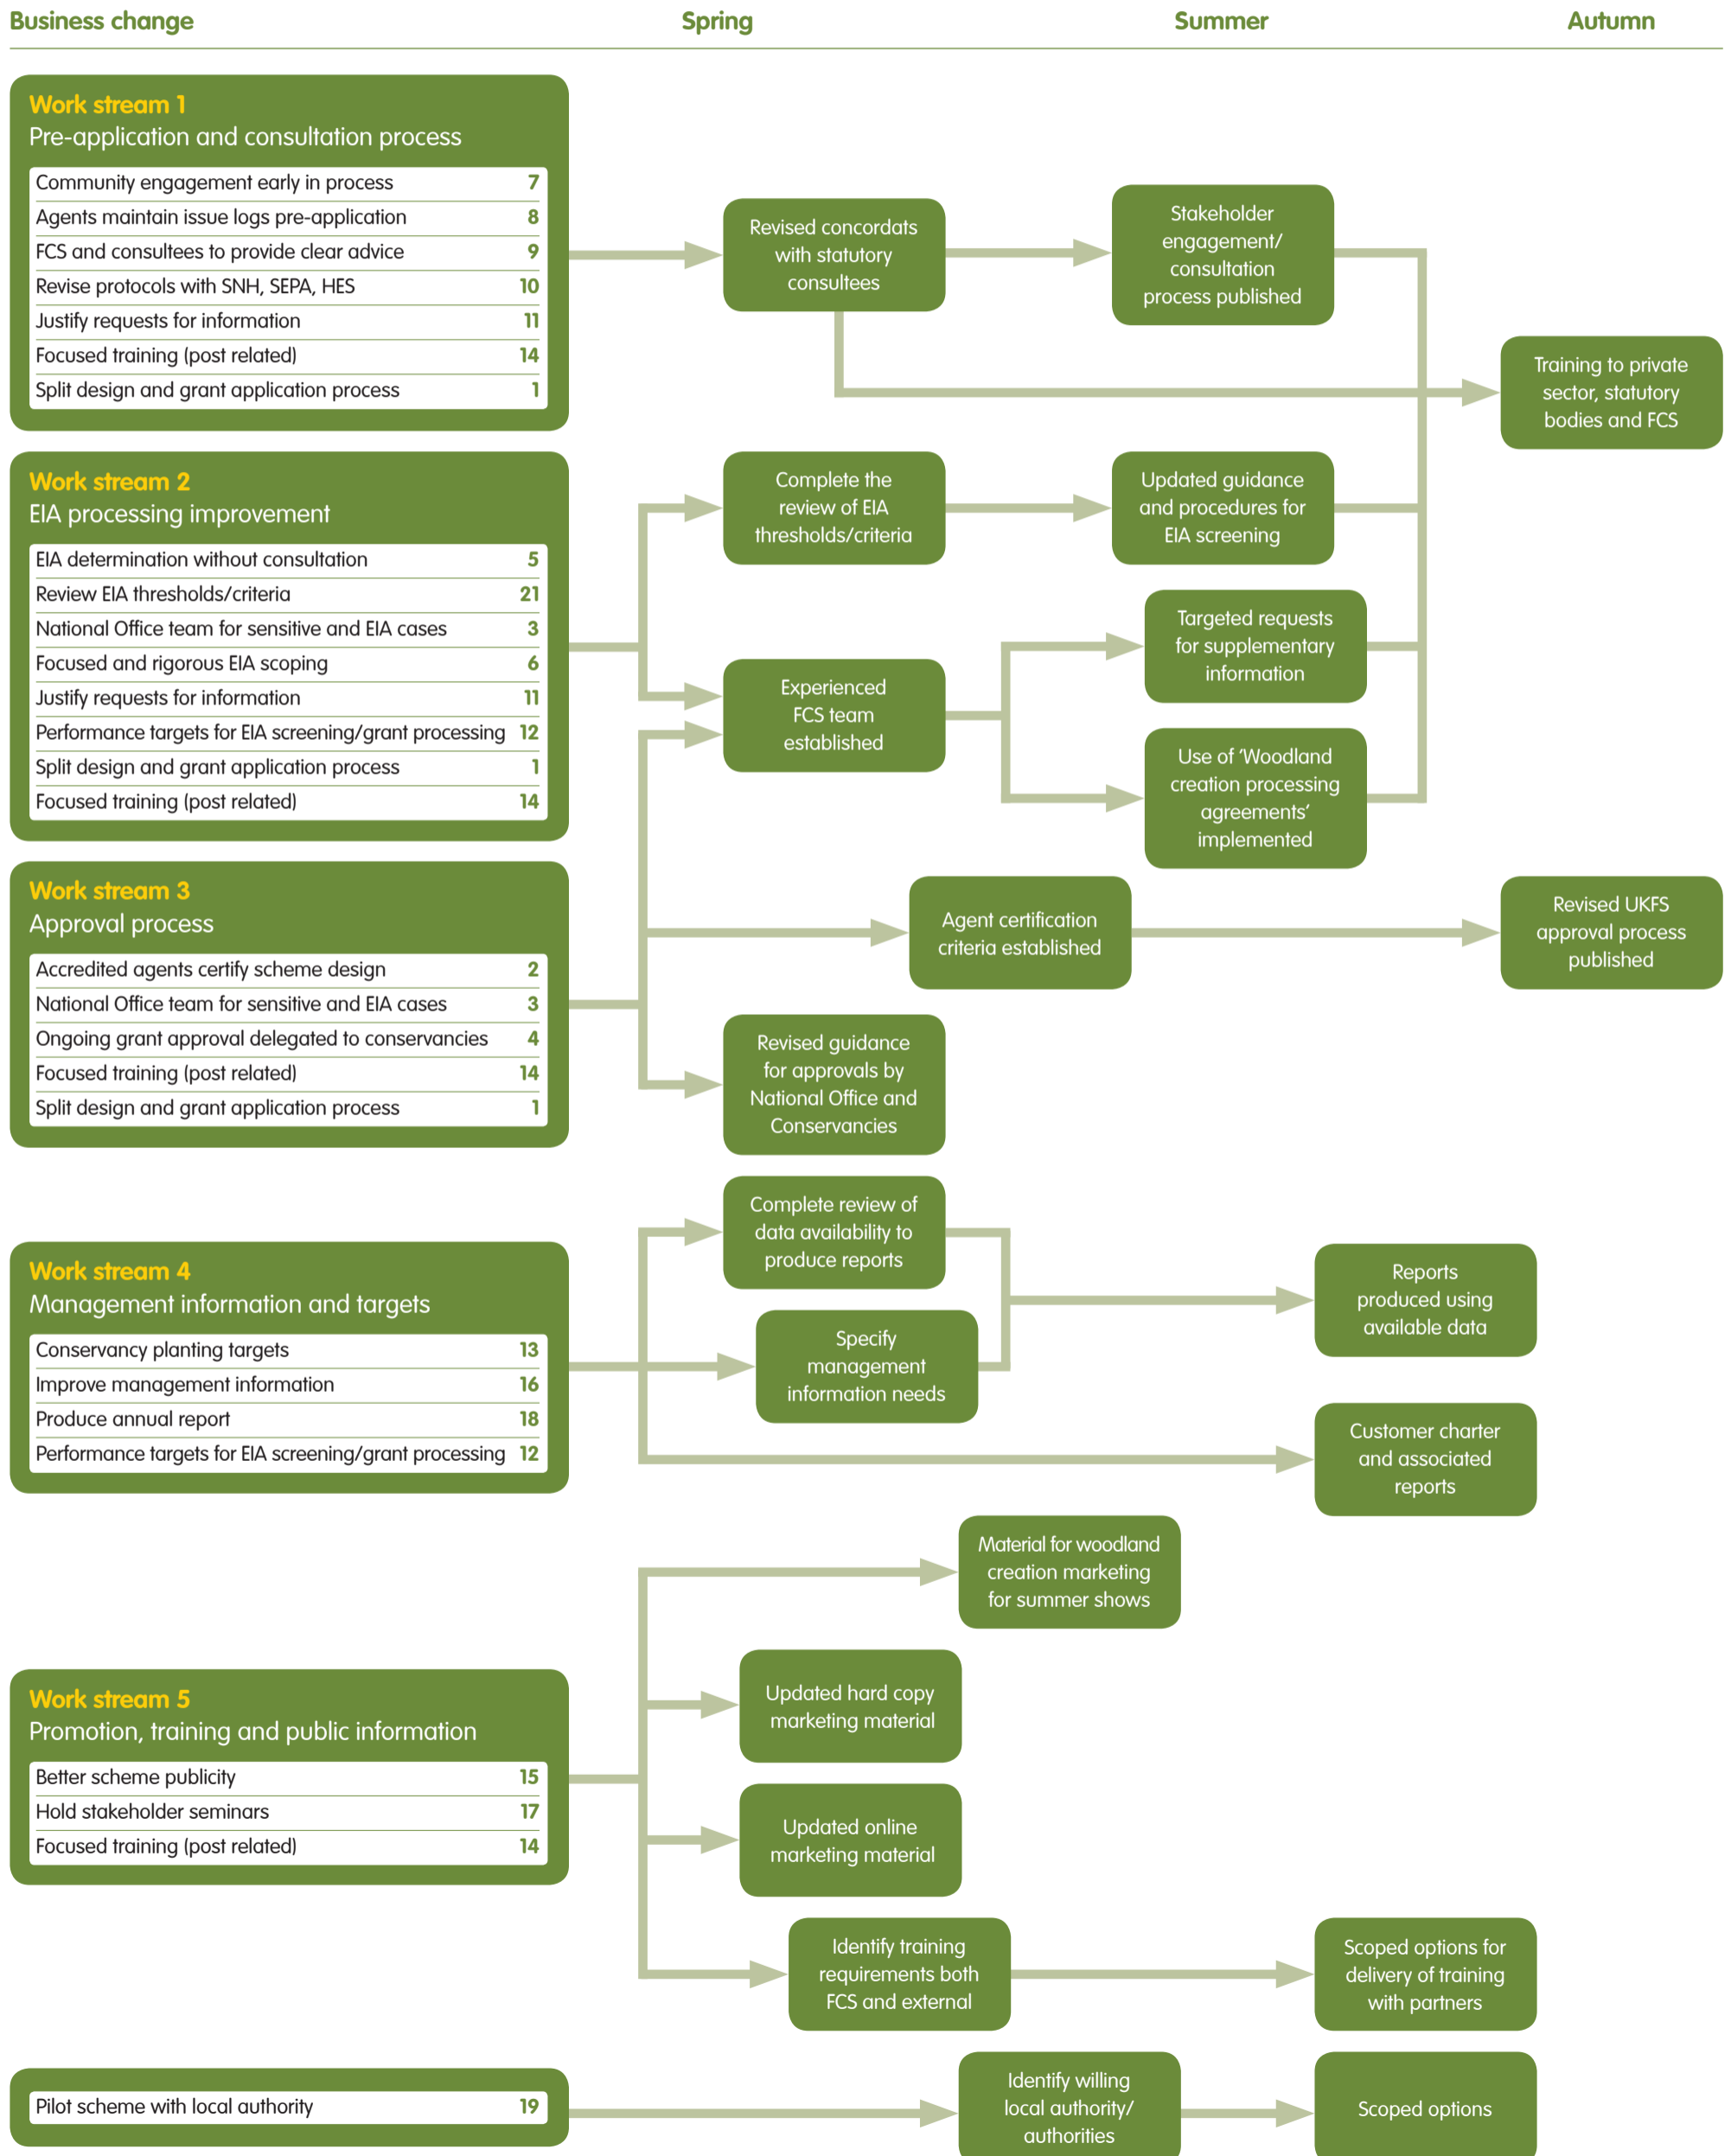 Business change Spring Summer Autumn
Work stream 1
Pre-application and consultation process
Community engagement early in process 7
Agents maintain issue logs pre-application 8
FCS and consultees to provide clear advice 9
Revise protocols with SNH, SEPA, HES 10
Justify requests for information 11
Focused training (post related) 14
Split design and grant application process 1
Revised concordats
with statutory
consultees
Stakeholder
engagement/
consultation
process published
Training to private
sector, statutory
bodies and FCS
Work stream 2
EIA processing improvement
EIA determination without consultation 5
Review EIA thresholds/criteria 21
National Office team for sensitive and EIA cases 3
Focused and rigorous EIA scoping 6
Justify requests for information 11
Performance targets for EIA screening/grant processing 12
Split design and grant application process 1
Focused training (post related) 14
Complete the
review of EIA
thresholds/criteria
Updated guidance
and procedures for
EIA screening
Experienced
FCS team
established
Targeted requests
for supplementary
information
Use of ‘Woodland
creation processing
agreements’
implemented
Work stream 3
Approval process
Accredited agents certify scheme design 2
National Office team for sensitive and EIA cases 3
Ongoing grant approval delegated to conservancies 4
Focused training (post related) 14
Split design and grant application process 1
Agent certification
criteria established
Revised UKFS
approval process
published
Revised guidance
for approvals by
National Office and
Conservancies
Work stream 4
Management information and targets
Conservancy planting targets 13
Improve management information 16
Produce annual report 18
Performance targets for EIA screening/grant processing 12
Complete review of
data availability to
produce reports
Specify
management
information needs
Reports
produced using
available data
Customer charter
and associated
reports
Work stream 5
Promotion, training and public information
Better scheme publicity 15
Hold stakeholder seminars 17
Focused training (post related) 14
Material for woodland
creation marketing
for summer shows
Updated hard copy
marketing material
Updated online
marketing material
Identify training
requirements both
FCS and external
Scoped options for
delivery of training
with partners
Pilot scheme with local authority 19
Identify willing
local authority/
authorities
Scoped options